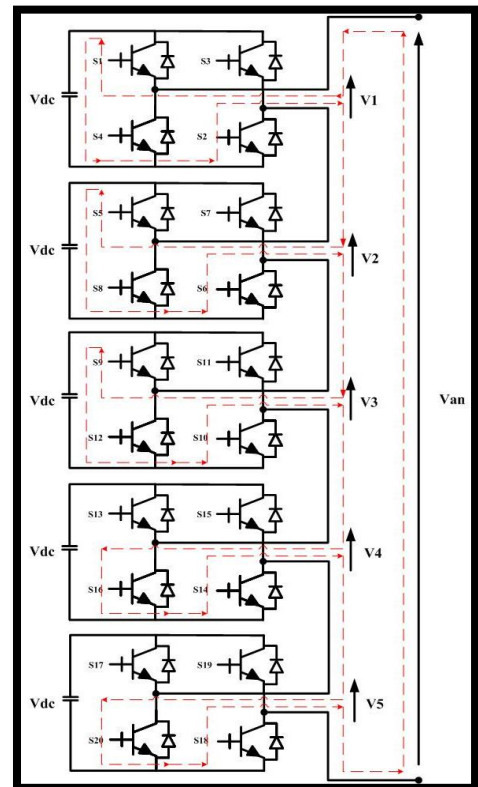 S1
S3
Vdc
V1
S4
S2
S5
S7
Vdc
V2
S8
S6
S9
S11
Vdc
V3
Van
S12
S10
S13
S15
Vdc
V4
S16
S14
S17
S19
Vdc
V5
S20
S18